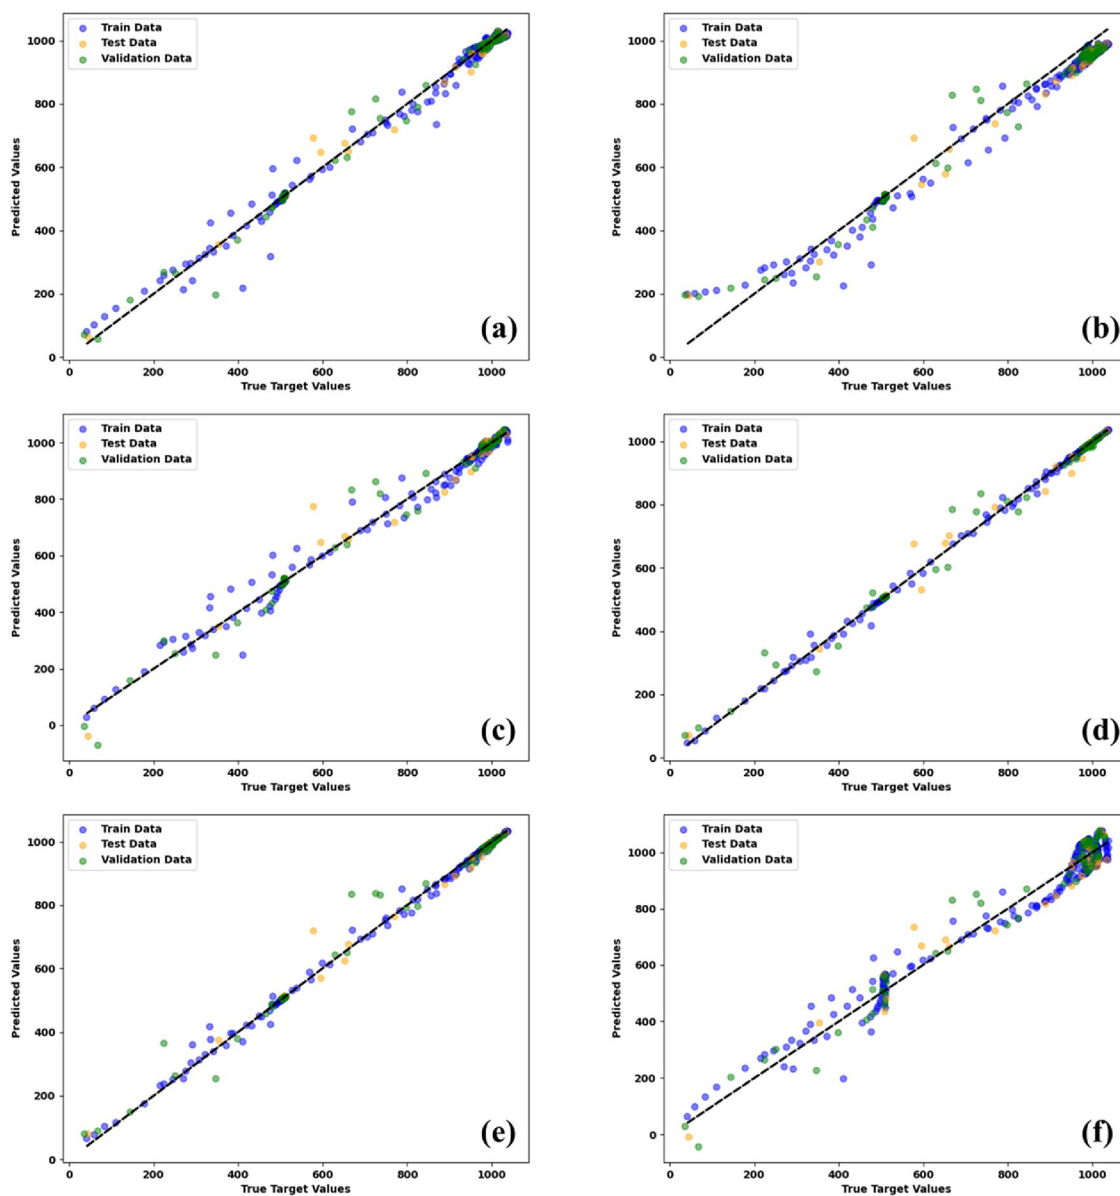 Train Data
Test Data
Validation Data
1000
800
600
400
200
0
Predicted Values
0 200 400 600 800 1000
True Target Values
(a)
Train Data
Test Data
Validation Data
1000
800
600
400
200
0
Predicted Values
0 200 400 600 800 1000
True Target Values
(b)
Train Data
Test Data
Validation Data
1000
800
600
400
200
0
Predicted Values
0 200 400 600 800 1000
True Target Values
(c)
Train Data
Test Data
Validation Data
1000
800
600
400
200
0
Predicted Values
0 200 400 600 800 1000
True Target Values
(d)
Train Data
Test Data
Validation Data
1000
800
600
400
200
0
Predicted Values
0 200 400 600 800 1000
True Target Values
(e)
Train Data
Test Data
Validation Data
1000
800
600
400
200
0
Predicted Values
0 200 400 600 800 1000
True Target Values
(f)